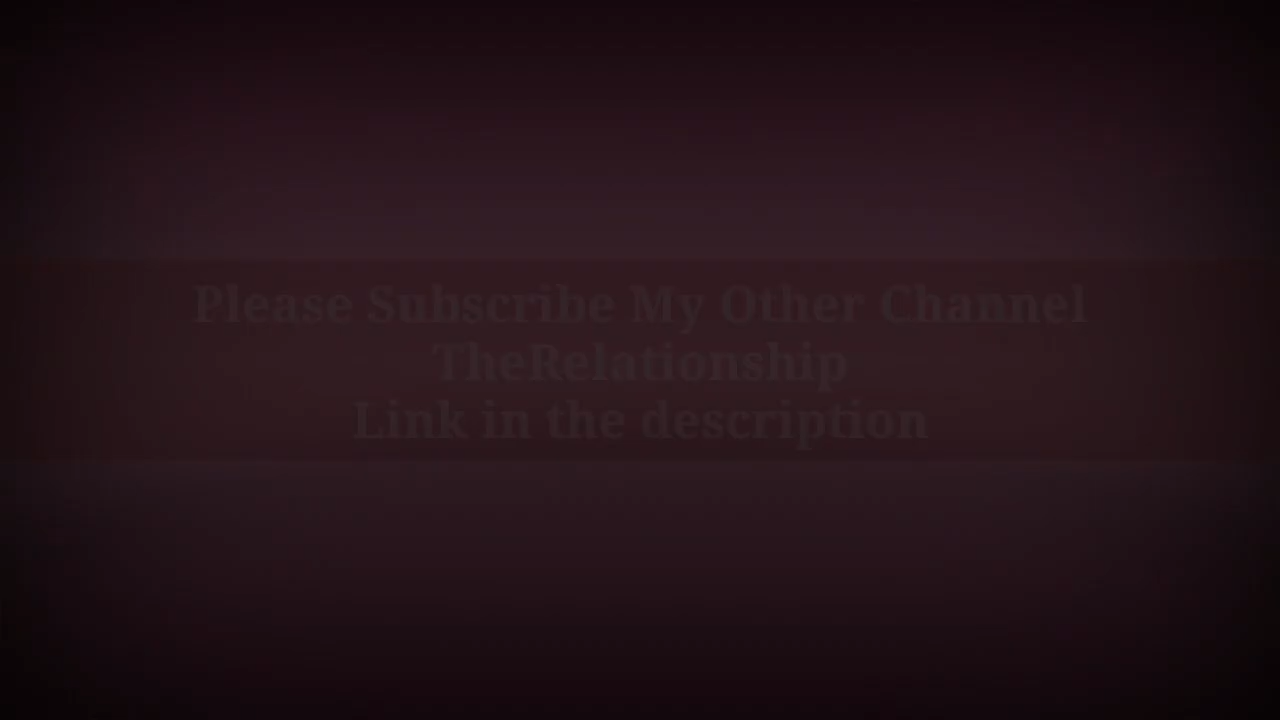 Please Subscribe My Other Channel
TheRelationship
Link in the description